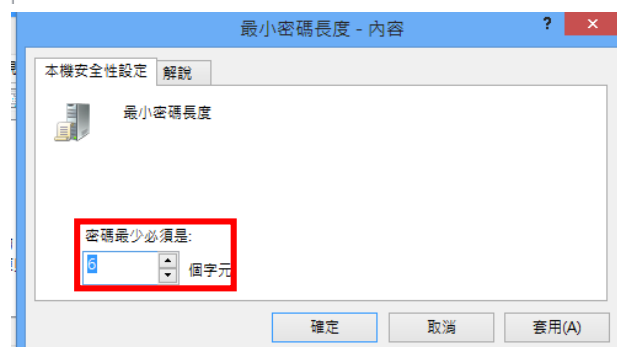 最小密碼長度 - 內容
? ×
本機安全性設定 解說
最小密碼長度
密碼最少必須是:
6 個字元
確定 取消 套用(A)